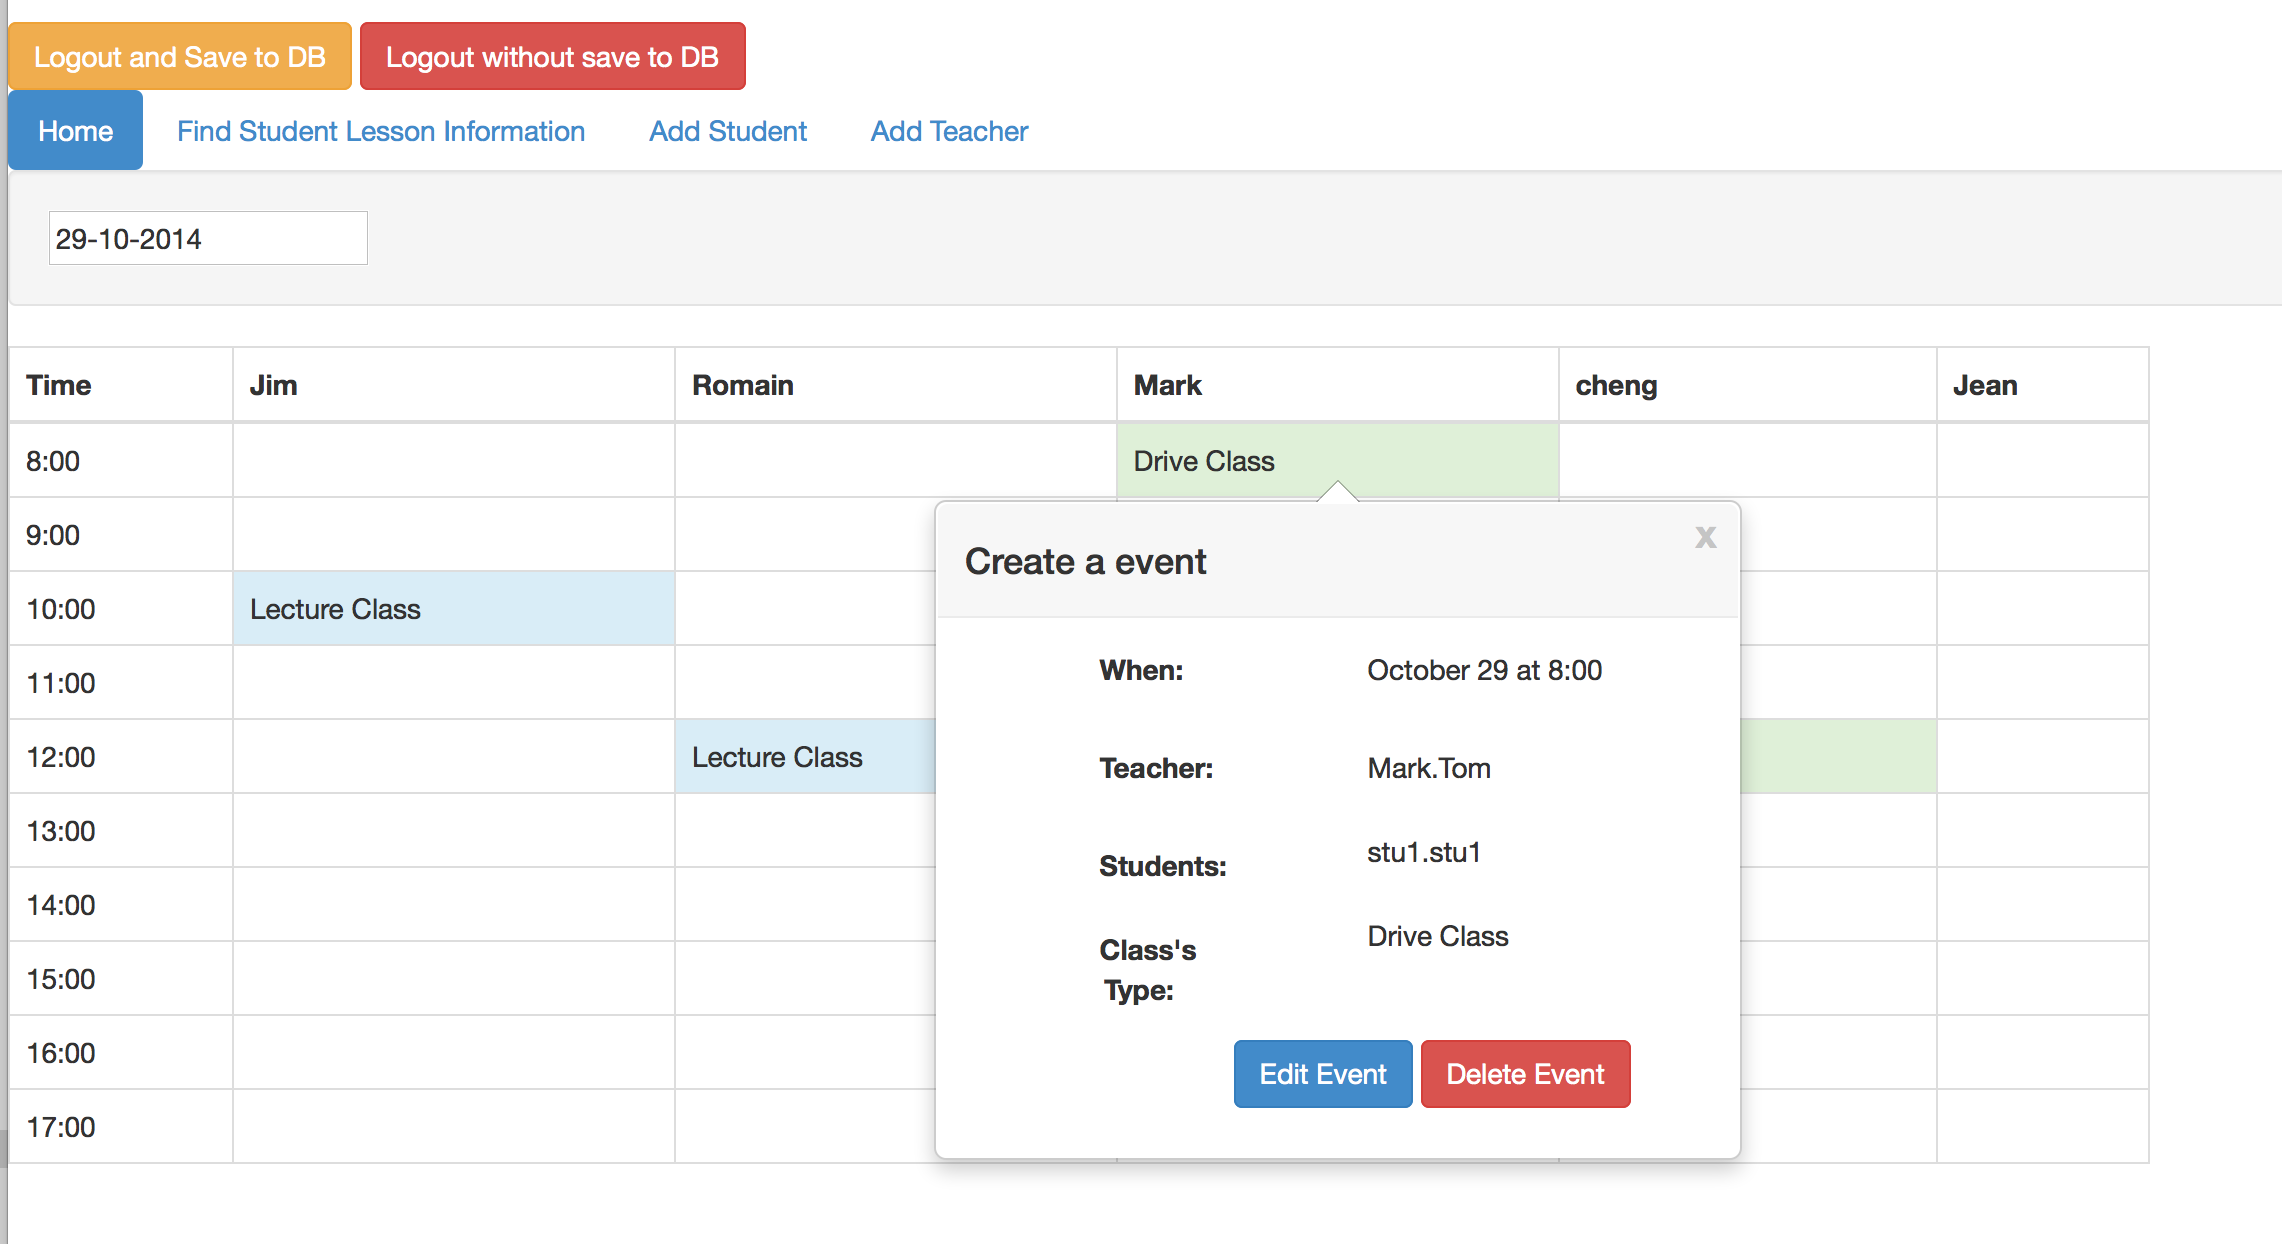 Logout and Save to DB Logout without save to DB
Home Find Student Lesson Information Add Student Add Teacher
29-10-2014
Time Jim Romain Mark cheng Jean
8:00 Drive Class
9:00
10:00 Lecture Class
11:00
12:00 Lecture Class
13:00
14:00
15:00
16:00
17:00
Create a event x
When: October 29 at 8:00
Teacher: Mark.Tom
Students: stu1.stu1
Class's Type: Drive Class
Edit Event Delete Event